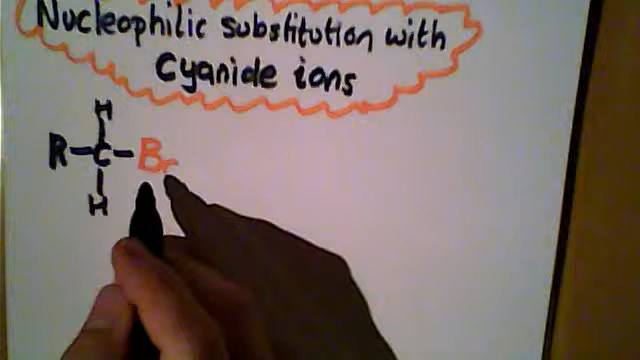 Nucleophilic substitution with
Cyanide ions
H
R-C-Br
H